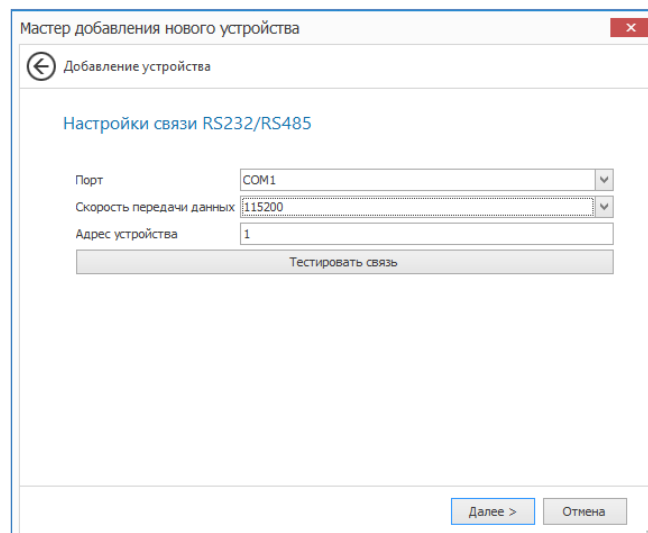 Мастер добавления нового устройства
Добавление устройства
Настройки связи RS232/RS485
Порт COM1
Скорость передачи данных 115200
Адрес устройства 1
Тестировать связь
Далее > Отмена